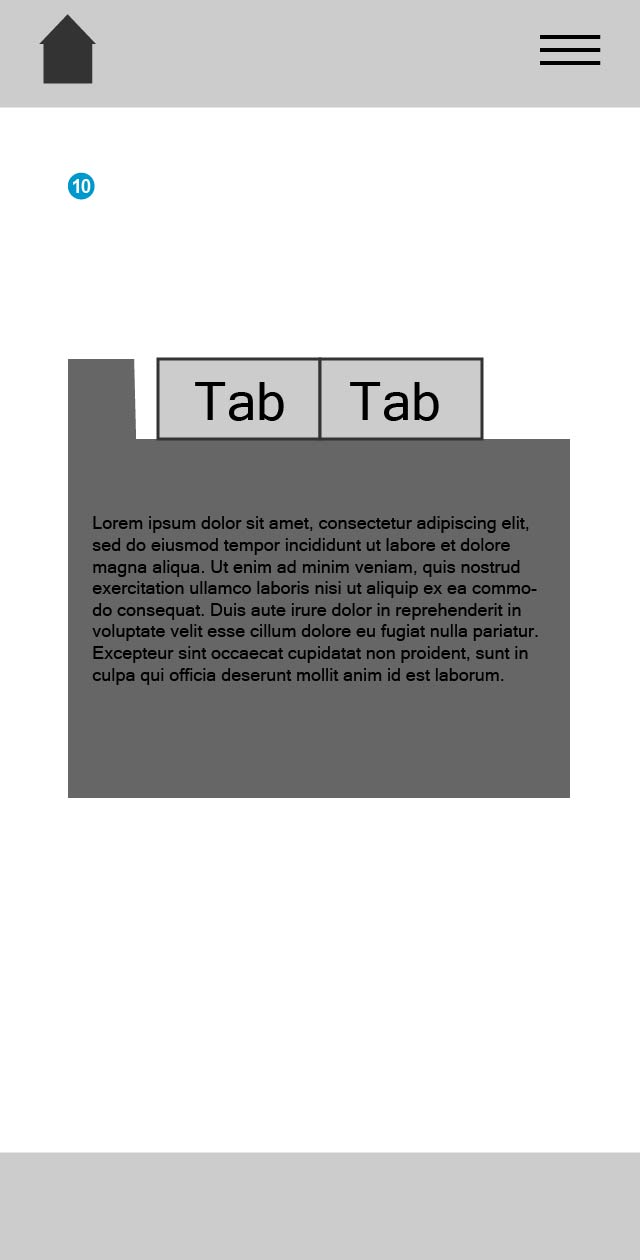 10
Tab Tab
Lorem ipsum dolor sit amet, consectetur adipiscing elit,
sed do eiusmod tempor incididunt ut labore et dolore
magna aliqua. Ut enim ad minim veniam, quis nostrud
exercitation ullamco laboris nisi ut aliquip ex ea commo-
do consequat. Duis aute irure dolor in reprehenderit in
voluptate velit esse cillum dolore eu fugiat nulla pariatur.
Excepteur sint occaecat cupidatat non proident, sunt in
culpa qui officia deserunt mollit anim id est laborum.